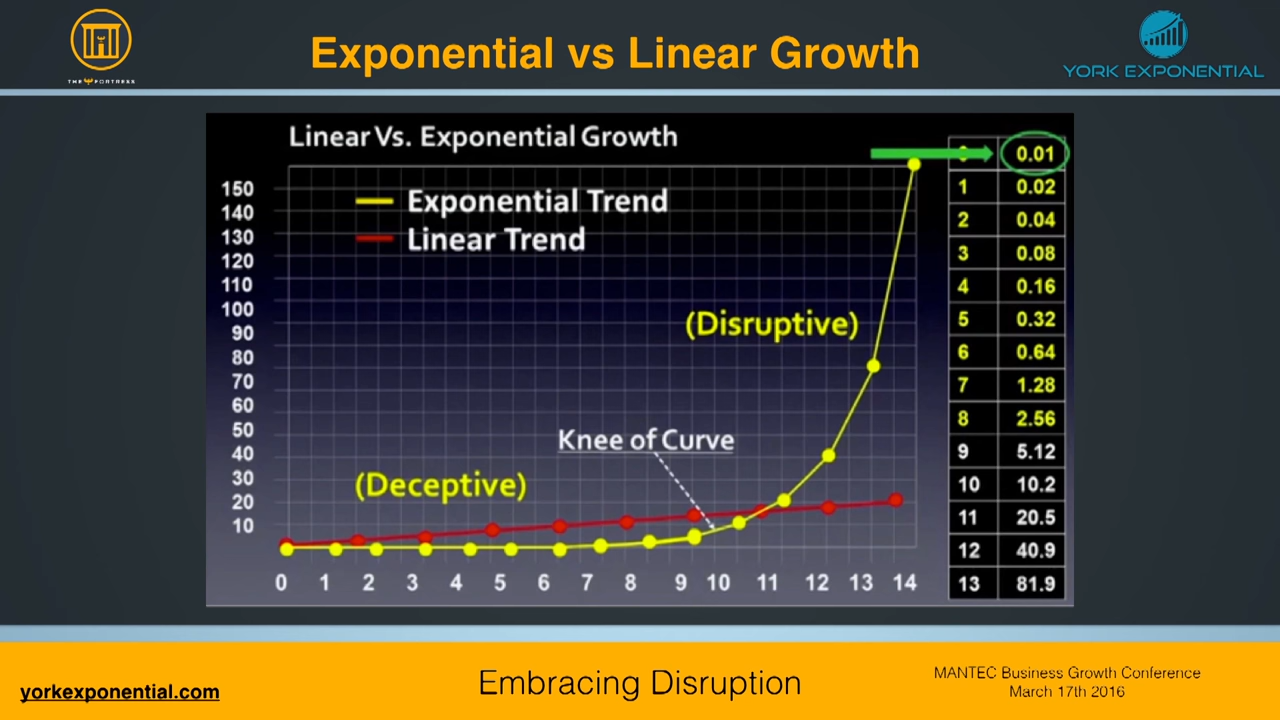 THE FORTRESS
Exponential vs Linear Growth
YORK EXPONENTIAL
Linear Vs. Exponential Growth
Exponential Trend
Linear Trend
(Disruptive)
Knee of Curve
(Deceptive)
150
140
130
120
110
100
90
80
70
60
50
40
30
20
10
0 1 2 3 4 5 6 7 8 9 10 11 12 13 14
0 0.01
1 0.02
2 0.04
3 0.08
4 0.16
5 0.32
6 0.64
7 1.28
8 2.56
9 5.12
10 10.2
11 20.5
12 40.9
13 81.9
yorkexponential.com
Embracing Disruption
MANTEC Business Growth Conference
March 17th 2016